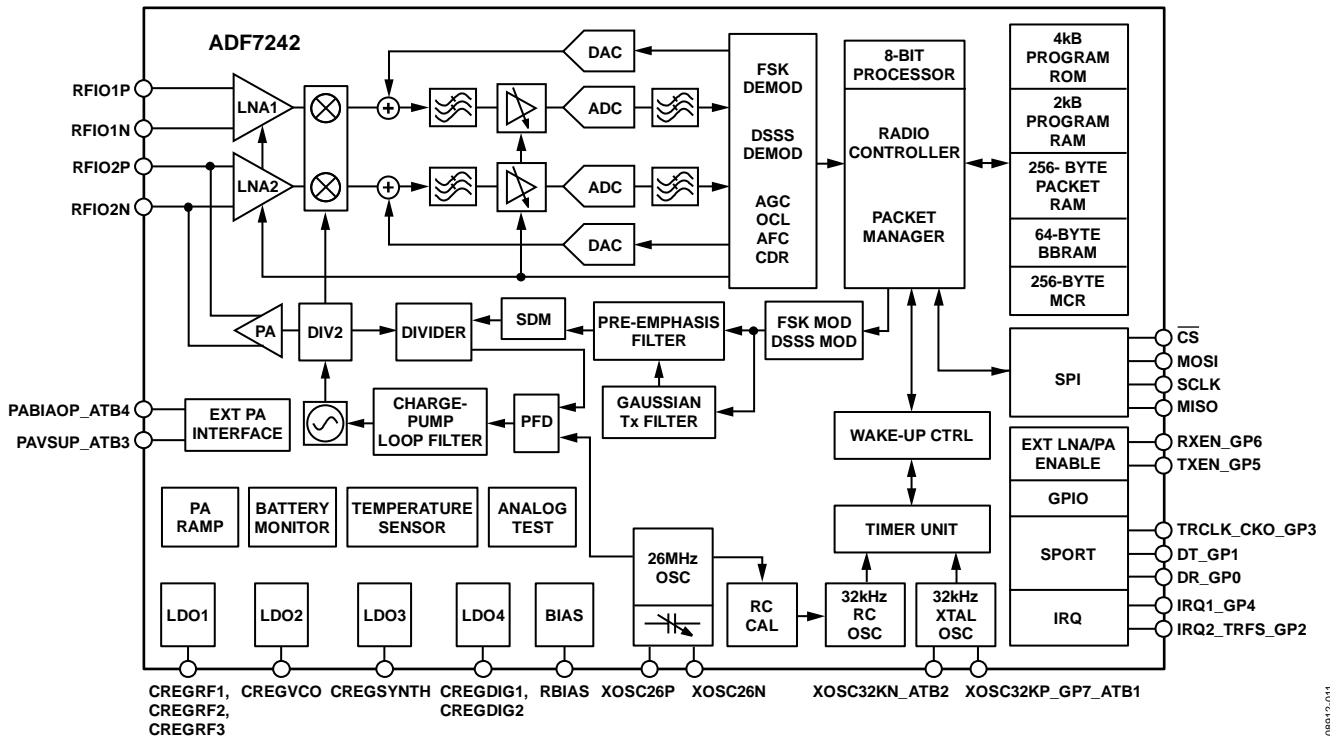 ADF7242
RFIO1P
RFIO1N
RFIO2P
RFIO2N
LNA1
LNA2
DAC
ADC
ADC
DAC
FSK
DEMOD
DSSS
DEMOD
AGC
OCL
AFC
CDR
8-BIT
PROCESSOR
RADIO
CONTROLLER
PACKET
MANAGER
4kB
PROGRAM
ROM
2kB
PROGRAM
RAM
256- BYTE
PACKET
RAM
64-BYTE
BBRAM
256-BYTE
MCR
PA
DIV2
DIVIDER
SDM
PRE-EMPHASIS
FILTER
FSK MOD
DSSS MOD
GAUSSIAN
Tx FILTER
PABIAOP_ATB4
PAVSUP_ATB3
EXT PA
INTERFACE
CHARGE-
PUMP
LOOP FILTER
PFD
WAKE-UP CTRL
SPI
CS
MOSI
SCLK
MISO
EXT LNA/PA
ENABLE
GPIO
SPORT
IRQ
RXEN_GP6
TXEN_GP5
TRCLK_CKO_GP3
DT_GP1
DR_GP0
IRQ1_GP4
IRQ2_TRFS_GP2
PA
RAMP
BATTERY
MONITOR
TEMPERATURE
SENSOR
ANALOG
TEST
TIMER UNIT
26MHz
OSC
RC
CAL
32kHz
RC
OSC
32kHz
XTAL
OSC
LDO1
LDO2
LDO3
LDO4
BIAS
CREGRF1,
CREGRF2,
CREGRF3
CREGVCO
CREGSYNTH
CREGDIG1,
CREGDIG2
RBIAS
XOSC26P
XOSC26N
XOSC32KN_ATB2
XOSC32KP_GP7_ATB1
08912-011